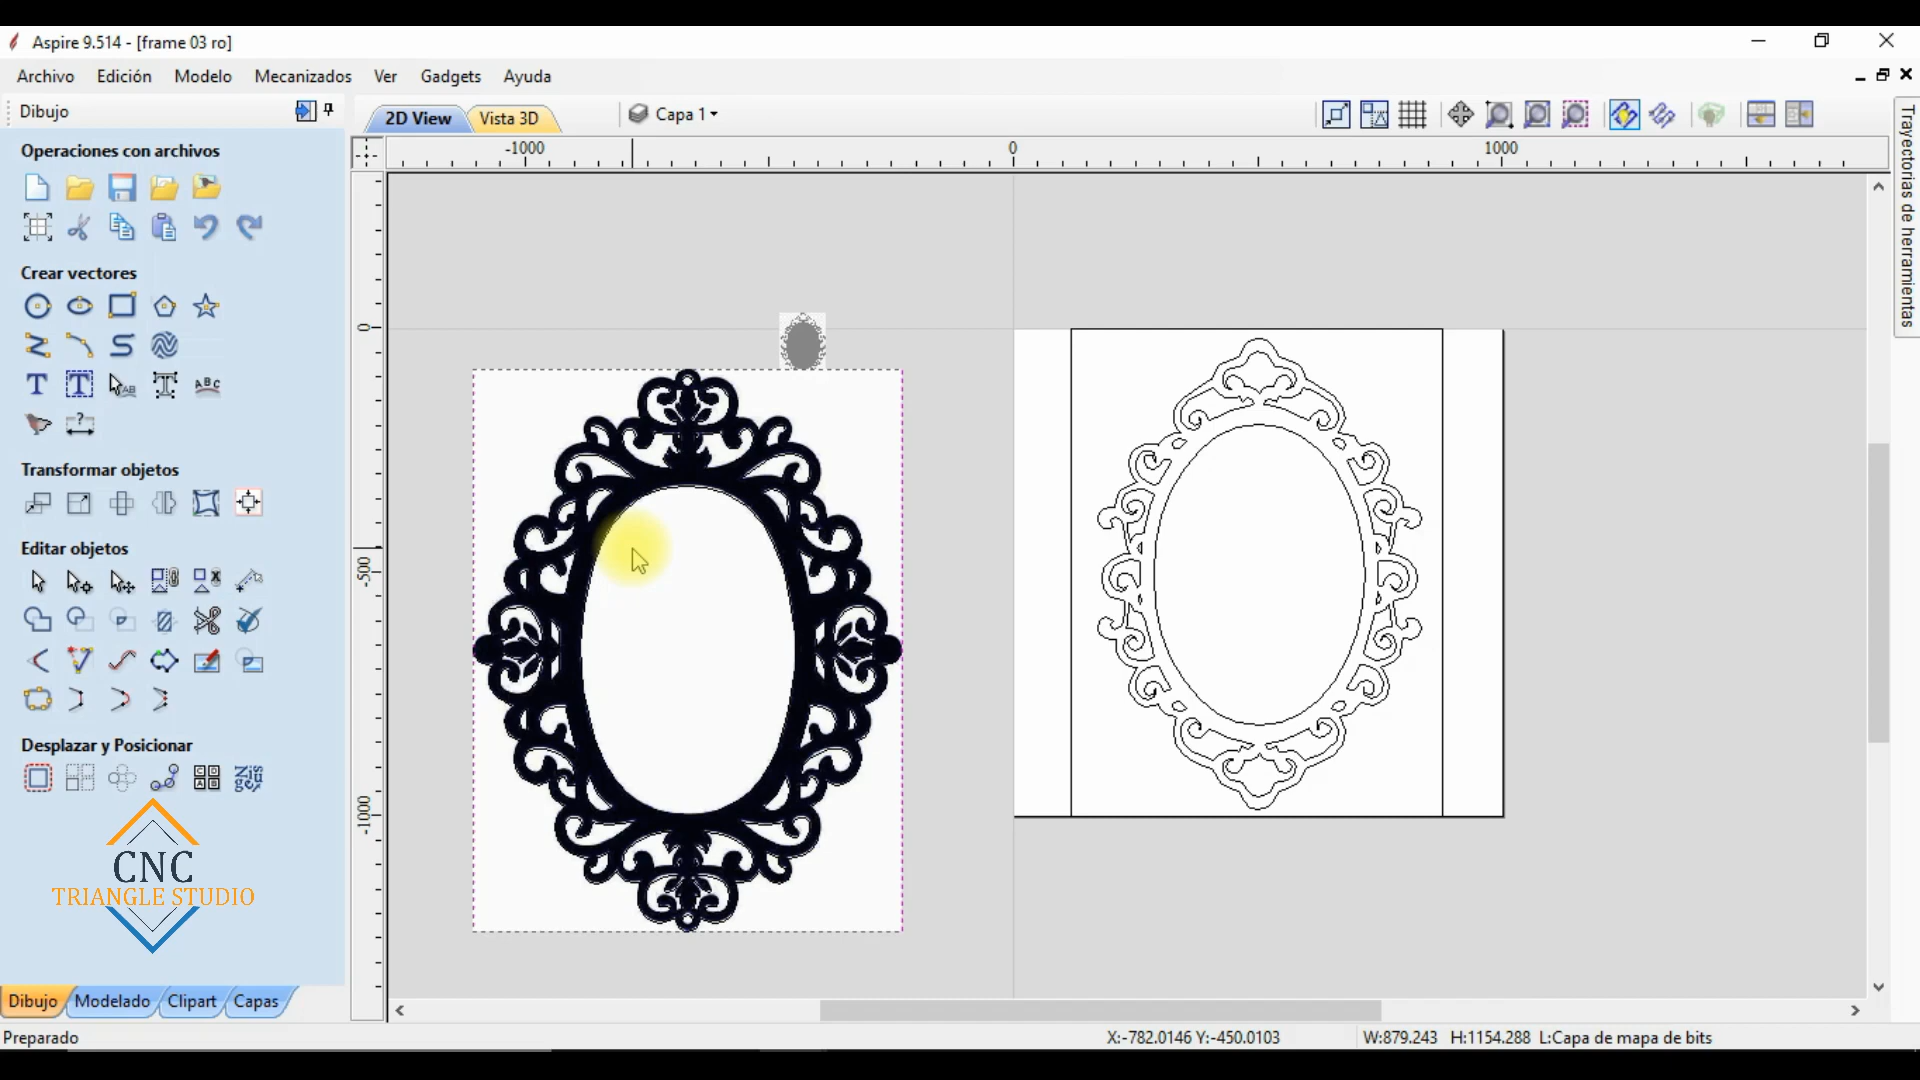 Aspire 9.514 - [frame 03 ro]
Archivo Edición Modelo Mecanizados Ver Gadgets Ayuda
Dibujo
2D View Vista 3D Capa 1
Operaciones con archivos
-1000 0 1000
Crear vectores
T T AB T ABC
?
Transformar objetos
Editar objetos
Desplazar y Posicionar
0
-500
-1000
CNC
TRIANGLE STUDIO
Dibujo Modelado Clipart Capas
Preparado
X:-782.0146 Y:-450.0103
W:879.243 H:1154.288 L:Capa de mapa de bits
Trayectorias de herramientas